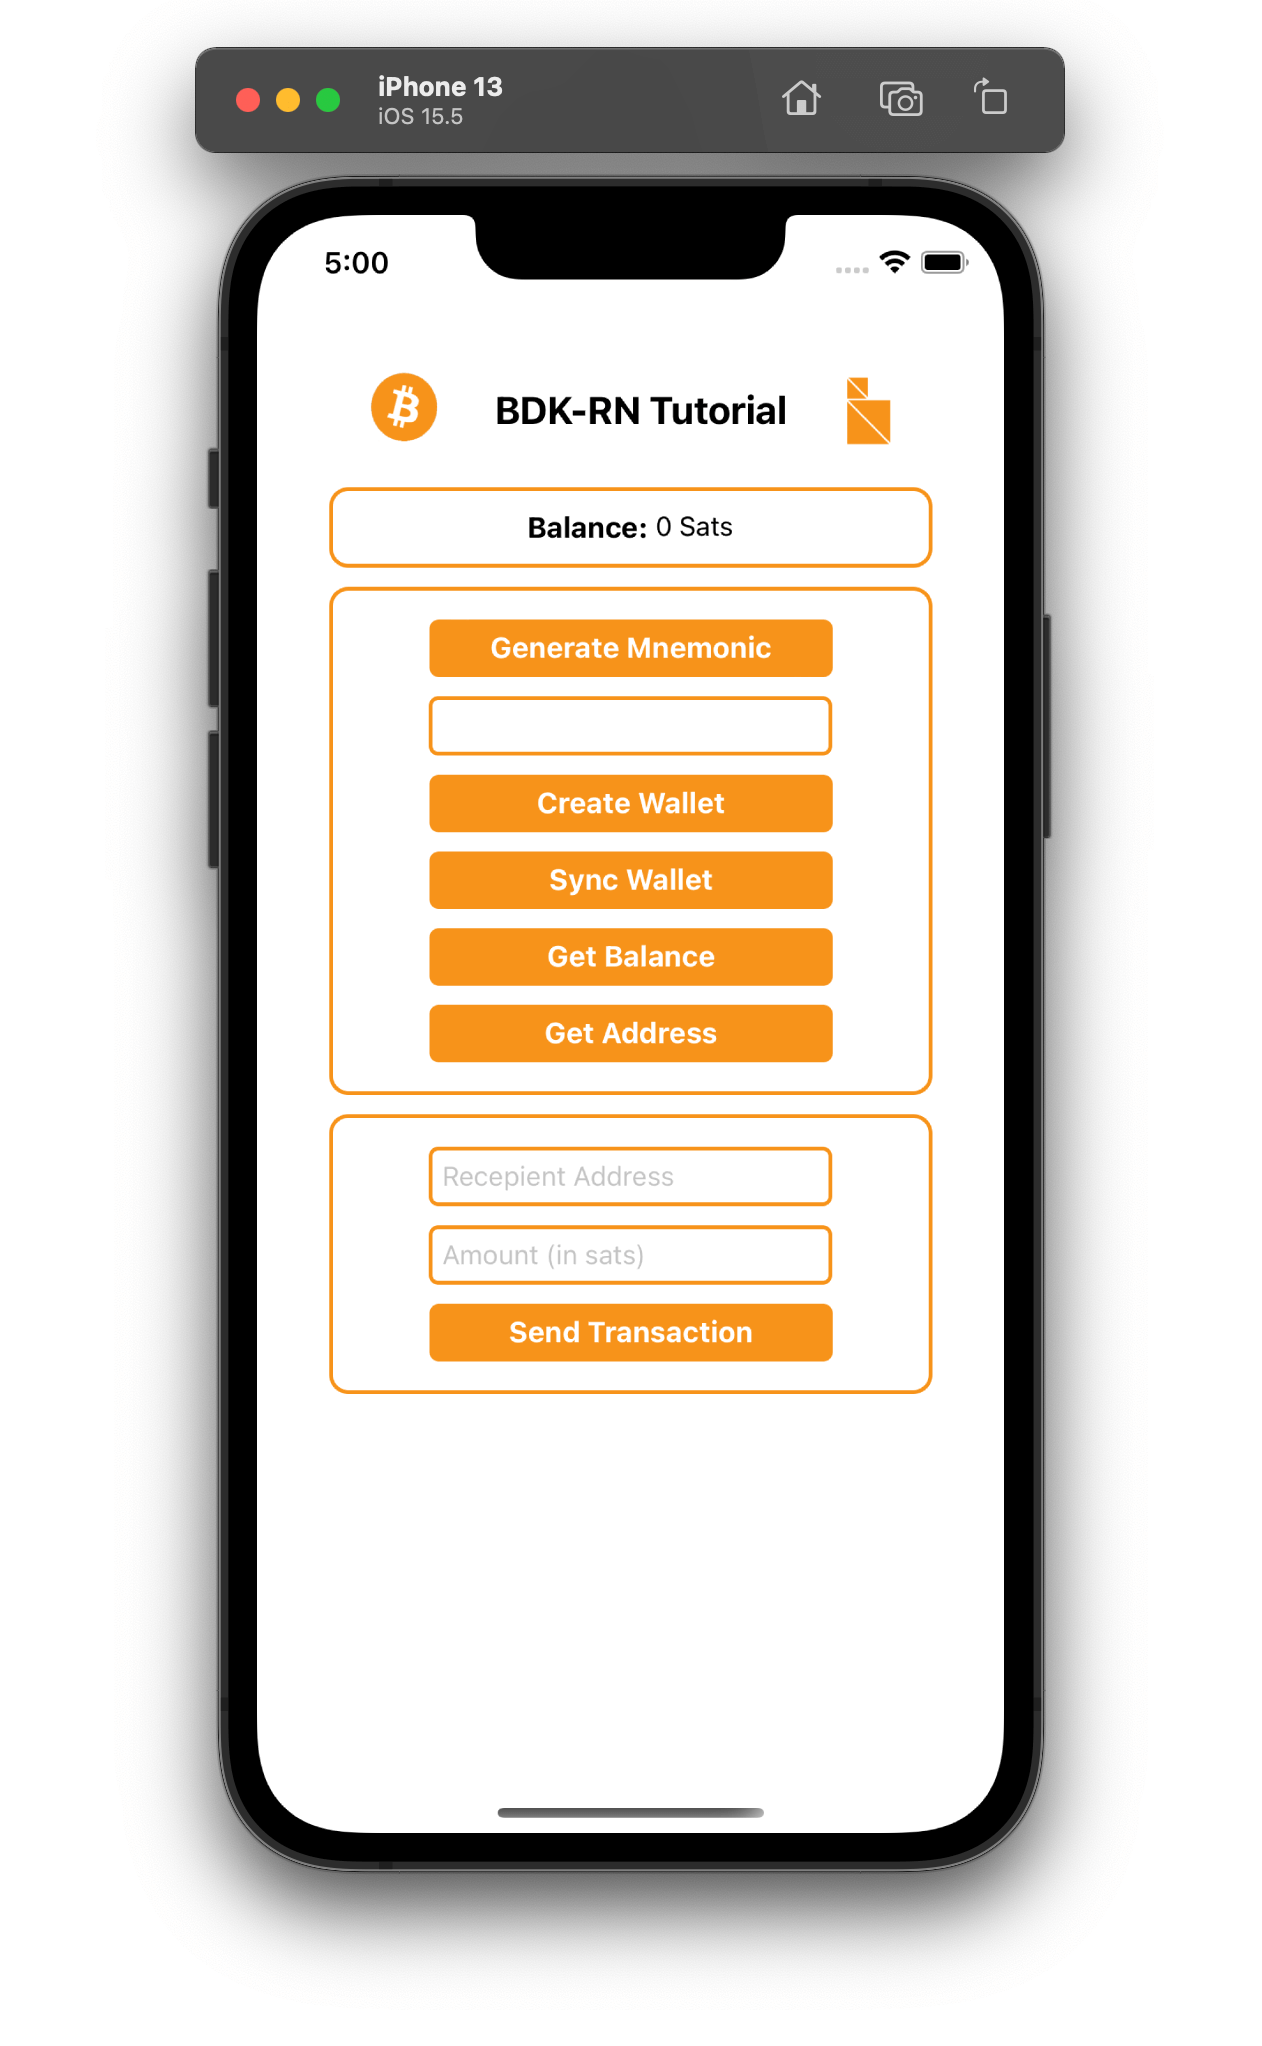 iPhone 13
iOS 15.5
5:00
BDK-RN Tutorial
Balance: 0 Sats
Generate Mnemonic
Create Wallet
Sync Wallet
Get Balance
Get Address
Recepient Address
Amount (in sats)
Send Transaction